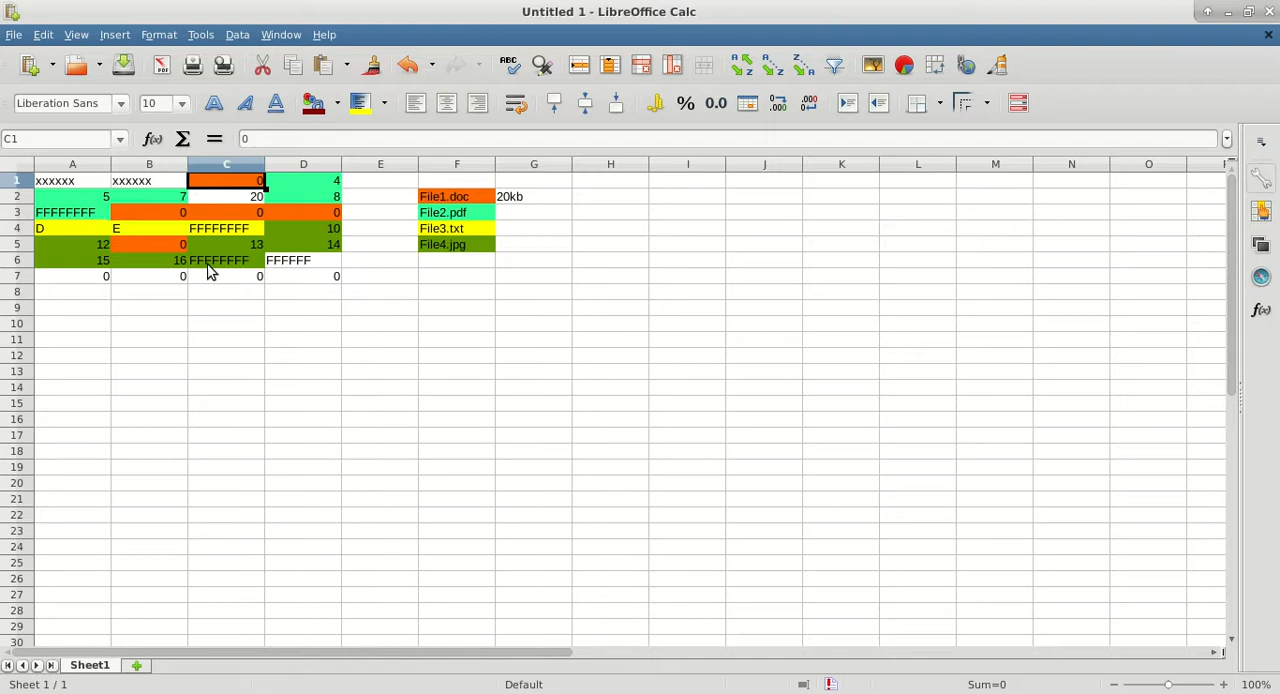 Untitled 1 - LibreOffice Calc
File Edit View Insert Format Tools Data Window Help
ABC
Liberation Sans 10 % 0.0
C1 f(x) Σ = 0
A B C D E F G H I J K L M N O
1 xxxxxx xxxxxx 0 4
2 5 7 20 8 File1.doc 20kb
3 FFFFFFFF 0 0 0 File2.pdf
4 D E FFFFFFFF 10 File3.txt
5 12 0 13 14 File4.jpg
6 15 16 FFFFFFFF FFFFFF
7 0 0 0 0
8
9
10
11
12
13
14
15
16
17
18
19
20
21
22
23
24
25
26
27
28
29
30
Sheet1
Sheet 1 / 1 Default Sum=0 100%